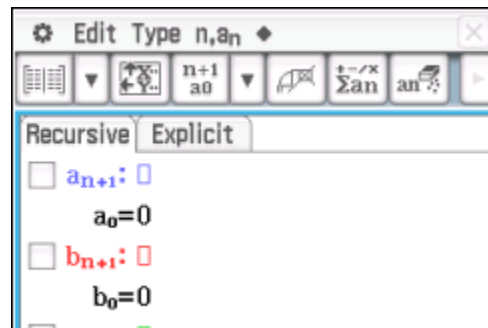 Edit Type n,an
n+1 a0 +-/× Σan an
Recursive Explicit
an+1:
a0=0
bn+1:
b0=0